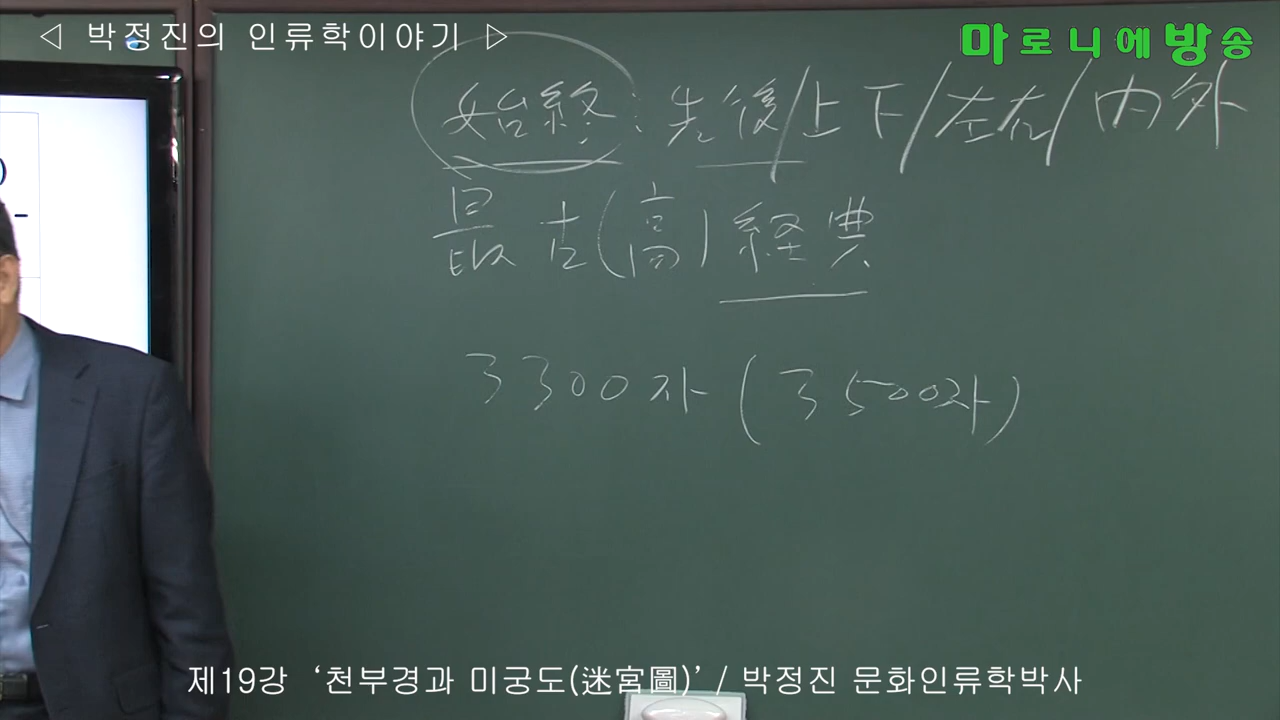 ◁ 박정진의 인류학이야기 ▷
마로니에방송
始終: 先後/上下/左右/内外
最古(高)経典
3300자(3500자)
제19강 ‘천부경과 미궁도(迷宮圖)’ / 박정진 문화인류학박사